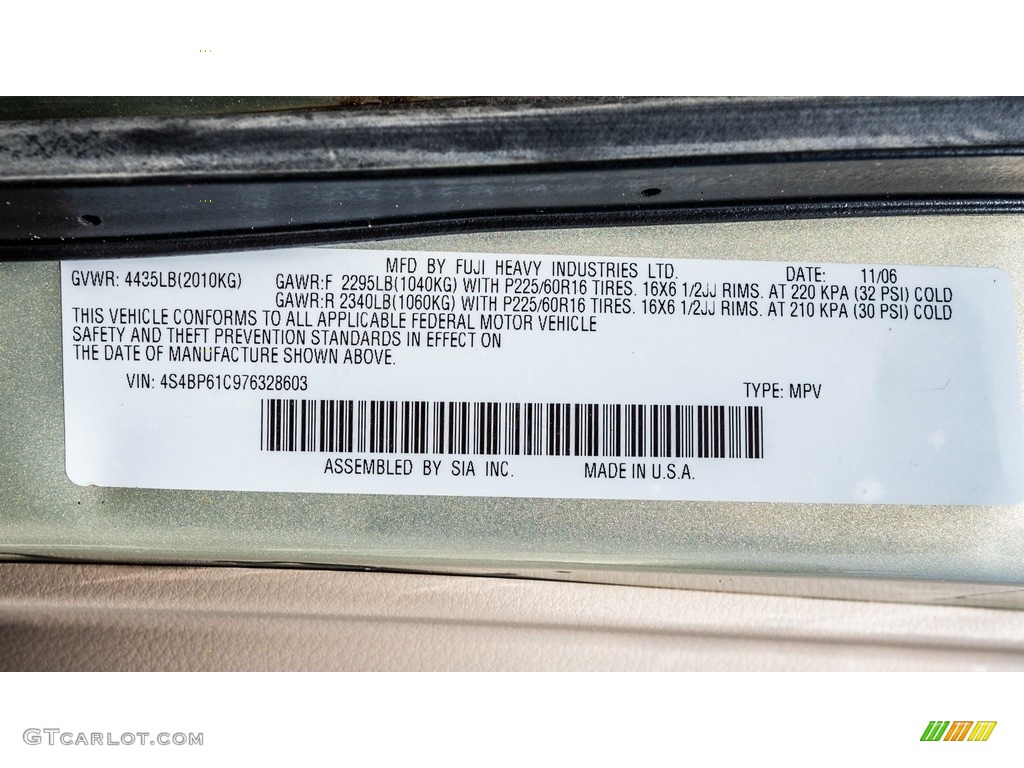 MFD BY FUJI HEAVY INDUSTRIES LTD. DATE: 11/06
GVWR: 4435LB(2010KG) GAWR:F 2295LB(1040KG) WITH P225/60R16 TIRES. 16X6 1/2JJ RIMS. AT 220 KPA (32 PSI) COLD
GAWR:R 2340LB(1060KG) WITH P225/60R16 TIRES. 16X6 1/2JJ RIMS. AT 210 KPA (30 PSI) COLD
THIS VEHICLE CONFORMS TO ALL APPLICABLE FEDERAL MOTOR VEHICLE
SAFETY AND THEFT PREVENTION STANDARDS IN EFFECT ON
THE DATE OF MANUFACTURE SHOWN ABOVE.
VIN: 4S4BP61C976328603 TYPE: MPV
ASSEMBLED BY SIA INC. MADE IN U.S.A.
GTCARLOT.COM